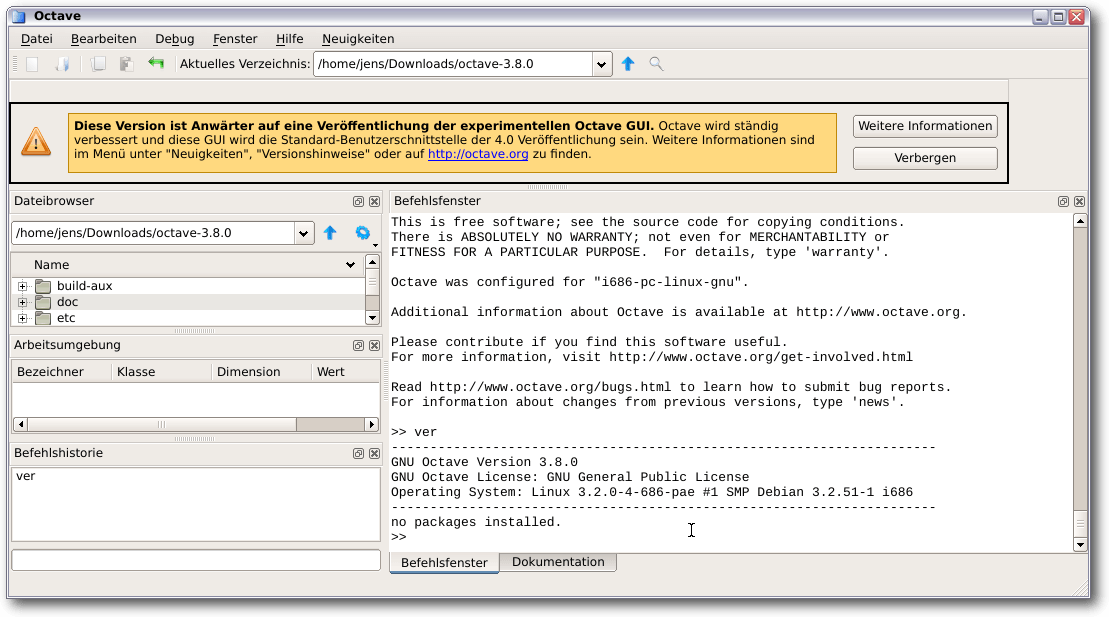 Octave
Datei Bearbeiten Debug Fenster Hilfe Neuigkeiten
Aktuelles Verzeichnis: /home/jens/Downloads/octave-3.8.0
Diese Version ist Anwärter auf eine Veröffentlichung der experimentellen Octave GUI. Octave wird ständig
verbessert und diese GUI wird die Standard-Benutzerschnittstelle der 4.0 Veröffentlichung sein. Weitere Informationen sind
im Menü unter "Neuigkeiten", "Versionshinweise" oder auf http://octave.org zu finden.
Weitere Informationen
Verbergen
Dateibrowser
/home/jens/Downloads/octave-3.8.0
Name
build-aux
doc
etc
Arbeitsumgebung
Bezeichner Klasse Dimension Wert
Befehlshistorie
ver
Befehlsfenster
This is free software; see the source code for copying conditions.
There is ABSOLUTELY NO WARRANTY; not even for MERCHANTABILITY or
FITNESS FOR A PARTICULAR PURPOSE.  For details, type 'warranty'.
Octave was configured for "i686-pc-linux-gnu".
Additional information about Octave is available at http://www.octave.org.
Please contribute if you find this software useful.
For more information, visit http://www.octave.org/get-involved.html
Read http://www.octave.org/bugs.html to learn how to submit bug reports.
For information about changes from previous versions, type 'news'.
>> ver
----------------------------------------------------------------------
GNU Octave Version 3.8.0
GNU Octave License: GNU General Public License
Operating System: Linux 3.2.0-4-686-pae #1 SMP Debian 3.2.51-1 i686
----------------------------------------------------------------------
no packages installed.
>>
Befehlsfenster Dokumentation